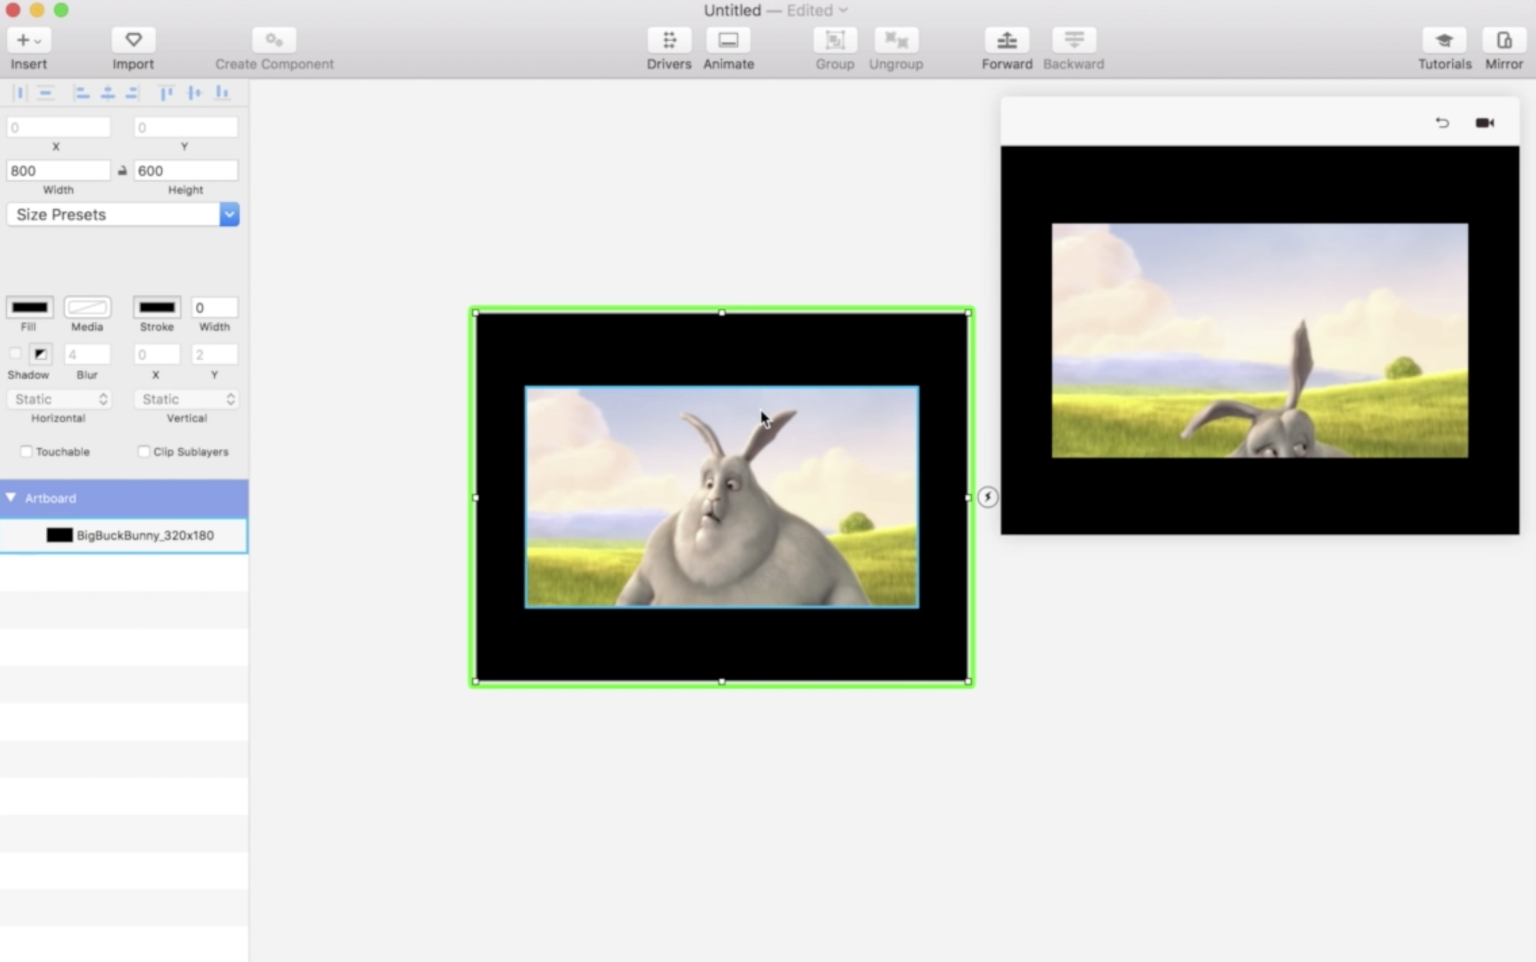 Untitled — Edited
Insert
Import
Create Component
Drivers
Animate
Group
Ungroup
Forward
Backward
Tutorials
Mirror
0
0
X
Y
800
600
Width
Height
Size Presets
0
Fill
Media
Stroke
Width
4
0
2
Shadow
Blur
X
Y
Static
Static
Horizontal
Vertical
Touchable
Clip Sublayers
Artboard
BigBuckBunny_320x180